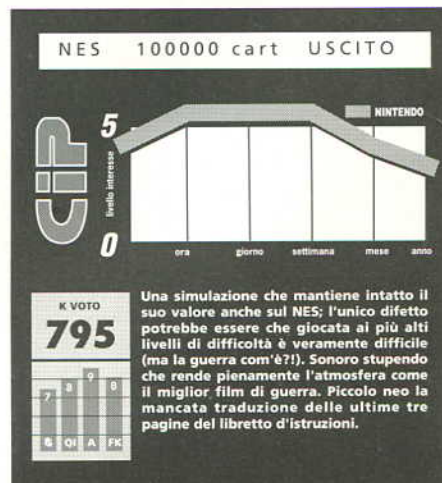 NES 100000 cart USCITO
CIP
NINTENDO
5
livello interesse
0
ora giorno settimana mese anno
K VOTO
795
7 8 9 8
G QI A FK
Una simulazione che mantiene intatto il
suo valore anche sul NES; l'unico difetto
potrebbe essere che giocata ai più alti
livelli di difficoltà è veramente difficile
(ma la guerra com'è?!). Sonoro stupendo
che rende pienamente l'atmosfera come
il miglior film di guerra. Piccolo neo la
mancata traduzione delle ultime tre
pagine del libretto d'istruzioni.